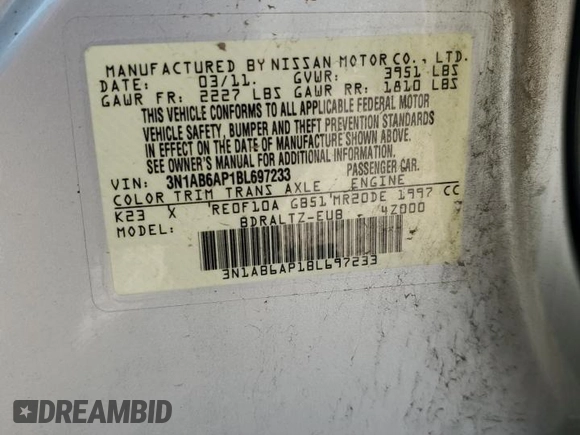 MANUFACTURED BY NISSAN MOTOR CO., LTD.
DATE: 03/11. GVWR: 3951 LBS
GAWR FR: 2227 LBS GAWR RR: 1810 LBS
THIS VEHICLE CONFORMS TO ALL APPLICABLE FEDERAL MOTOR
VEHICLE SAFETY, BUMPER AND THEFT PREVENTION STANDARDS
IN EFFECT ON THE DATE OF MANUFACTURE SHOWN ABOVE.
SEE OWNER'S MANUAL FOR ADDITIONAL INFORMATION.
VIN: 3N1AB6AP1BL697233 PASSENGER CAR.
COLOR TRIM TRANS AXLE / ENGINE
K23 X RE0F10A GB51 MR20DE 1997 CC
MODEL: BDRALTZ-EUB - 4Z000
3N1AB6AP1BL697233
DREAMBID